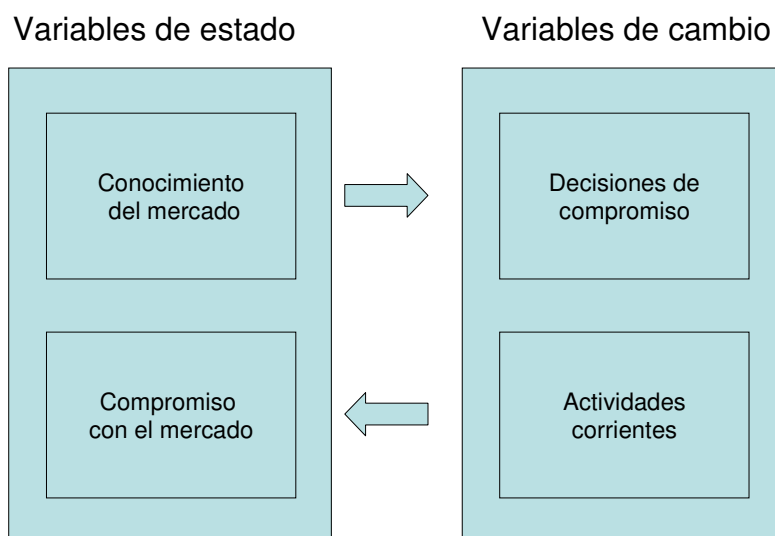 Variables de estado
Variables de cambio
Conocimiento
del mercado
Decisiones de
compromiso
Compromiso
con el mercado
Actividades
corrientes